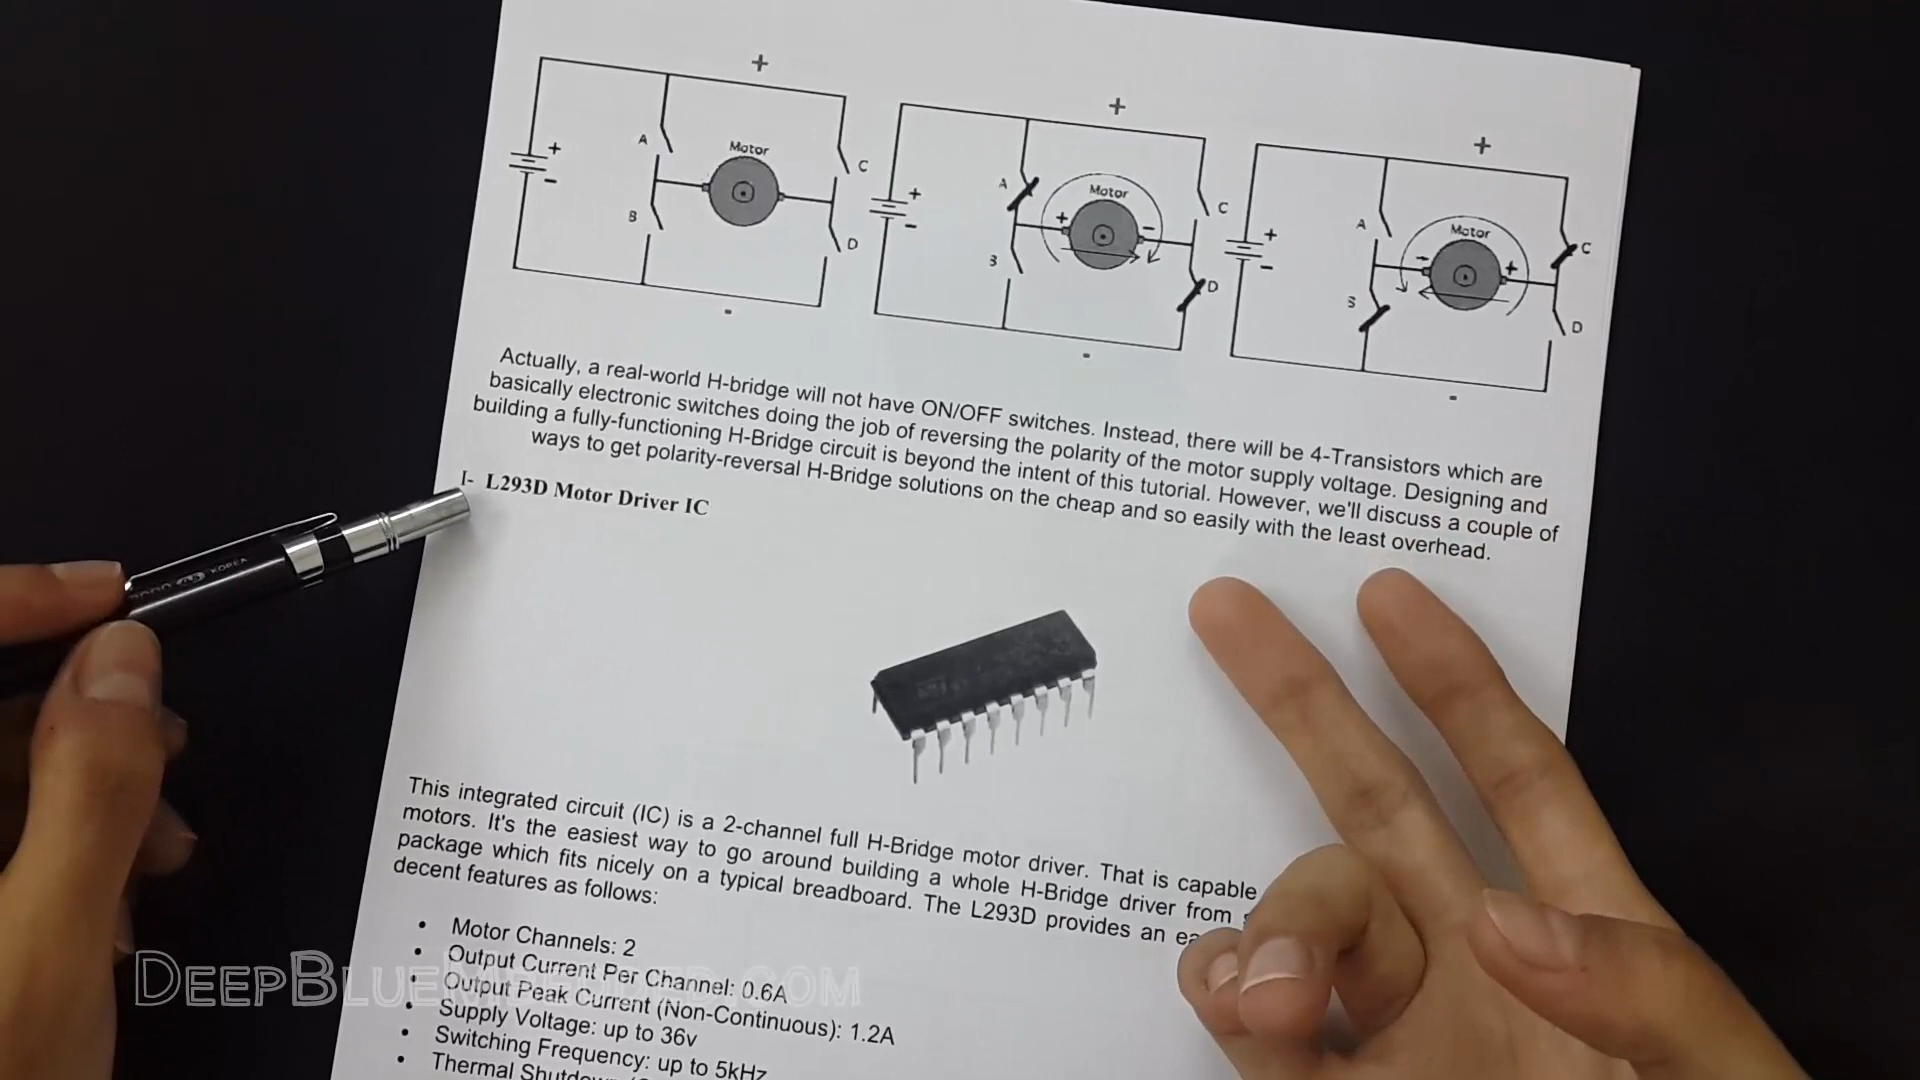 + 
A Motor C
+
-
B D
-
+
A Motor C
+
-
+ -
B D
-
+
A Motor C
+
-
- +
B D
-
Actually, a real-world H-bridge will not have ON/OFF switches. Instead, there will be 4-Transistors which are
basically electronic switches doing the job of reversing the polarity of the motor supply voltage. Designing and
building a fully-functioning H-Bridge circuit is beyond the intent of this tutorial. However, we'll discuss a couple of
ways to get polarity-reversal H-Bridge solutions on the cheap and so easily with the least overhead.
I- L293D Motor Driver IC
KOREA
This integrated circuit (IC) is a 2-channel full H-Bridge motor driver. That is capable
motors. It's the easiest way to go around building a whole H-Bridge driver from
package which fits nicely on a typical breadboard. The L293D provides an
decent features as follows:
• Motor Channels: 2
• Output Current Per Channel: 0.6A
• Output Peak Current (Non-Continuous): 1.2A
• Supply Voltage: up to 36v
• Switching Frequency: up to 5kHz
• Thermal
DEEPBLUEMBEDDED.COM